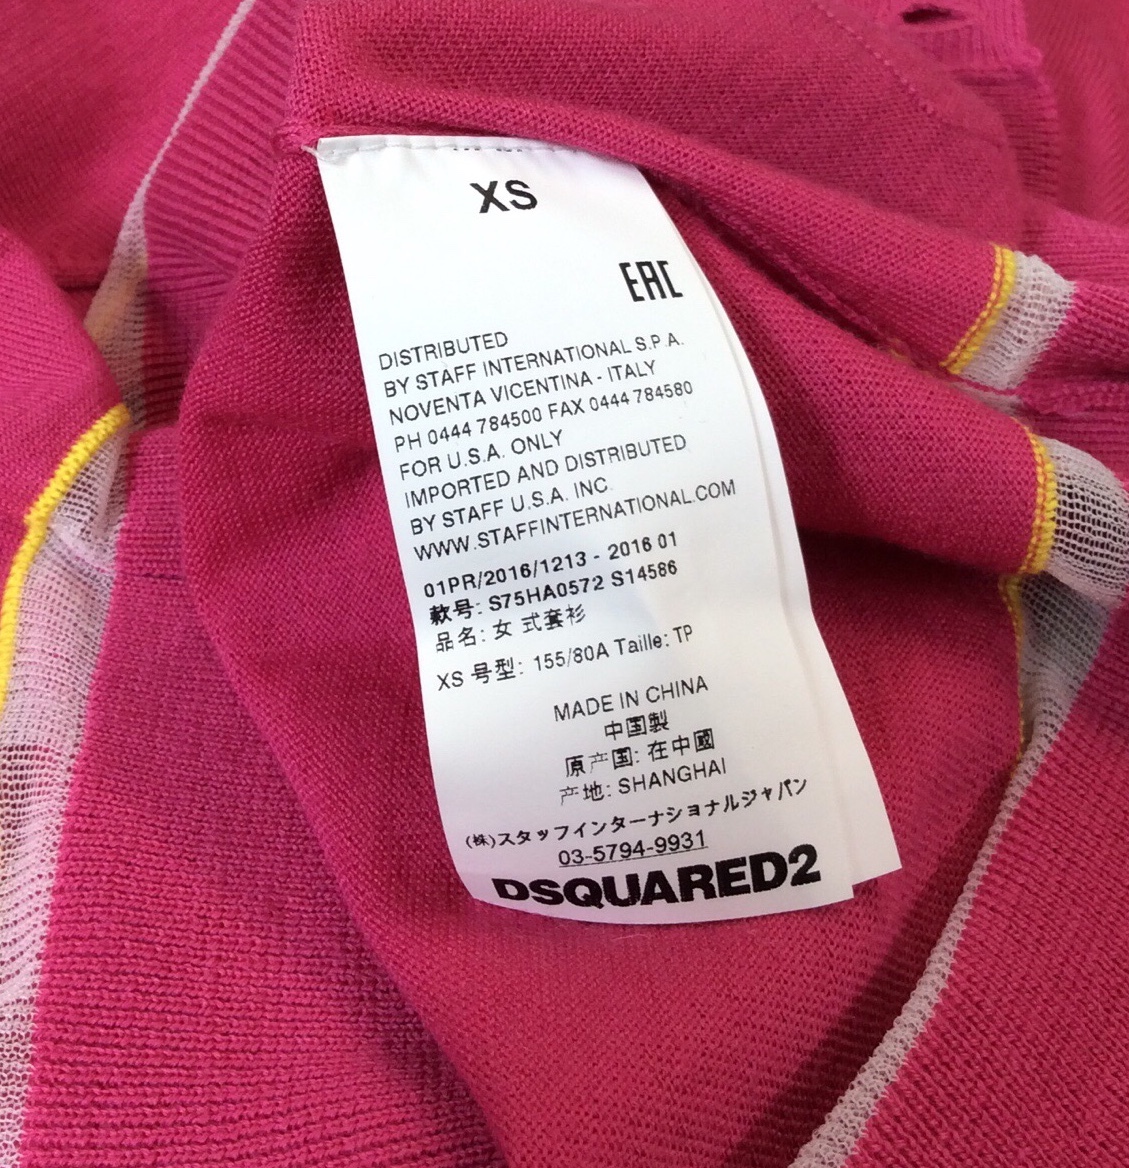 XS
EAC
DISTRIBUTED
BY STAFF INTERNATIONAL S.P.A.
NOVENTA VICENTINA - ITALY
PH 0444 784500 FAX 0444 784580
FOR U.S.A. ONLY
IMPORTED AND DISTRIBUTED
BY STAFF U.S.A. INC.
WWW.STAFFINTERNATIONAL.COM
01PR/2016/1213 - 2016 01
款号: S75HA0572 S14586
品名: 女 式套衫
XS 号型: 155/80A Taille: TP
MADE IN CHINA
中国製
原产国: 在中國
产地: SHANGHAI
(株)スタッフインターナショナルジャパン
03-5794-9931
DSQUARED2